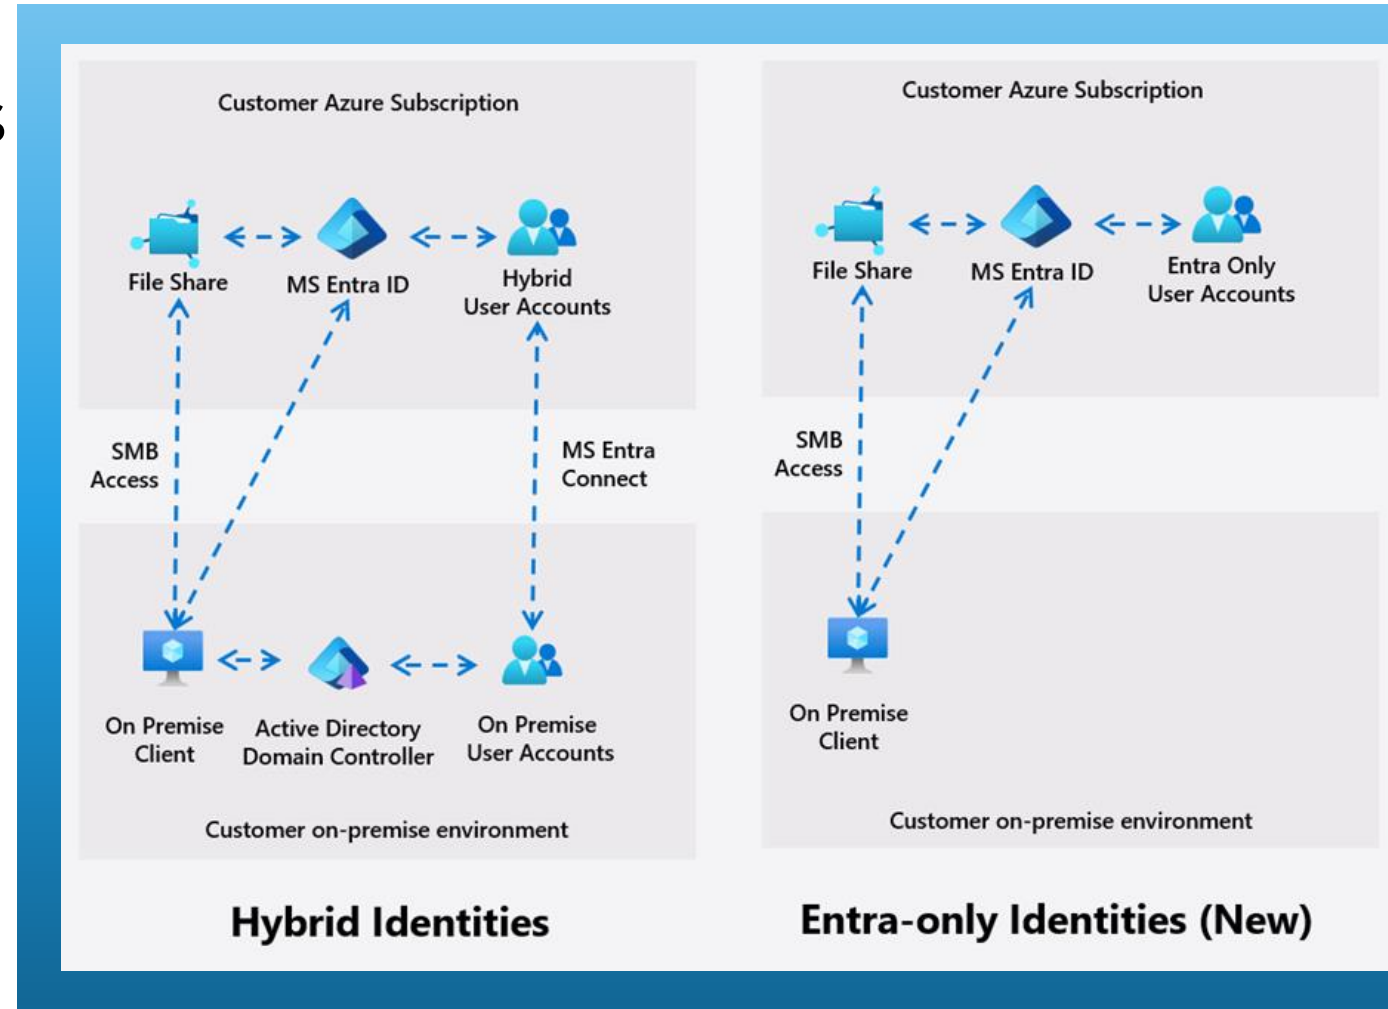 s
Customer Azure Subscription
File Share
MS Entra ID
Hybrid
User Accounts
SMB
Access
MS Entra
Connect
On Premise
Client
Active Directory
Domain Controller
On Premise
User Accounts
Customer on-premise environment
Hybrid Identities
Customer Azure Subscription
File Share
MS Entra ID
Entra Only
User Accounts
SMB
Access
On Premise
Client
Customer on-premise environment
Entra-only Identities (New)